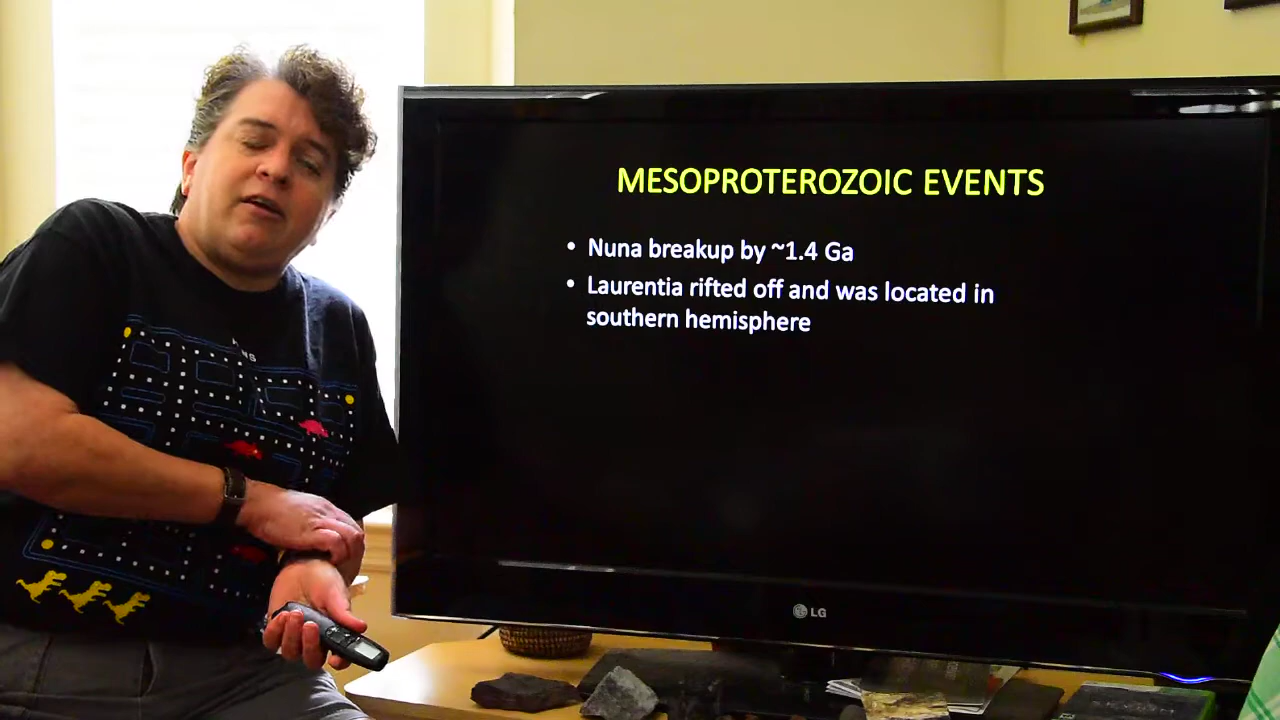 MESOPROTEROZOIC EVENTS
• Nuna breakup by ~1.4 Ga
• Laurentia rifted off and was located in
southern hemisphere
LG